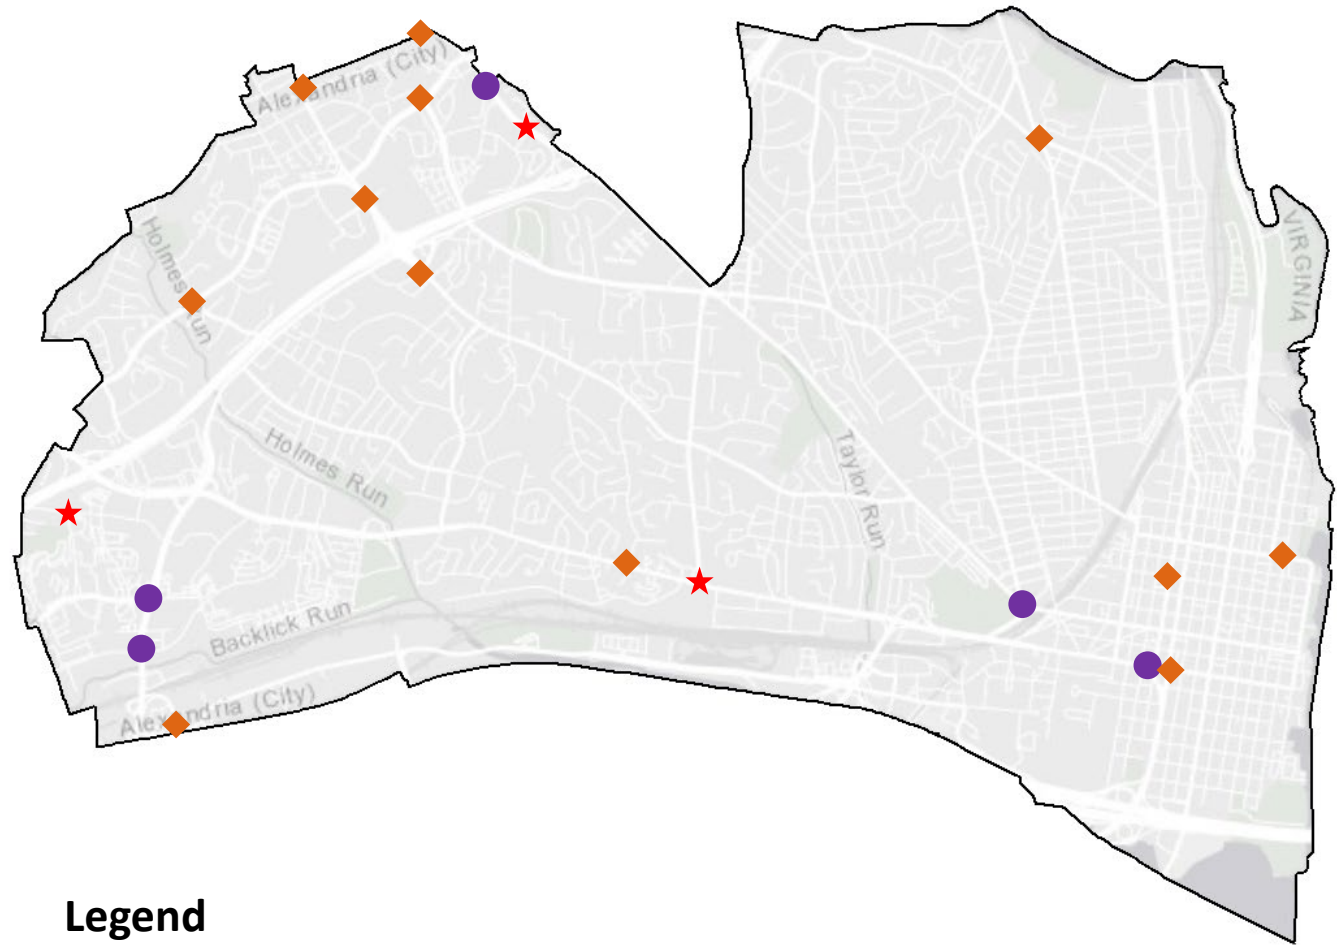 Alexandria (City)
VIRGINIA
Holmes Run
Holmes Run
Taylor Run
Backlick Run
Alexandria (City)
Legend